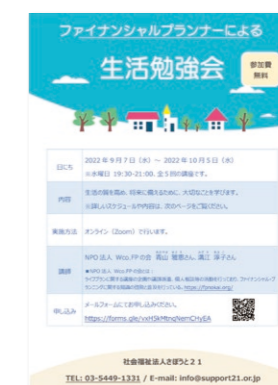 ファイナンシャルプランナーによる
生活勉強会
参加費
無料
日にち
2022年9月7日（水）～ 2022年10月5日（水）
※水曜日 19:30-21:00、全5回の講座です。
内容
生活の質を高め、将来に備えるために、大切なことを学びます。
※詳しいスケジュールや内容は、次のページをご覧ください。
実施方法
オンライン（Zoom）で行います。
講師
NPO法人 Wco.FPの会
申し込み
メールフォームにてお申し込みください。
社会福祉法人さぽうと21
TEL: 03-5449-1331 / E-mail: info@support21.or.jp